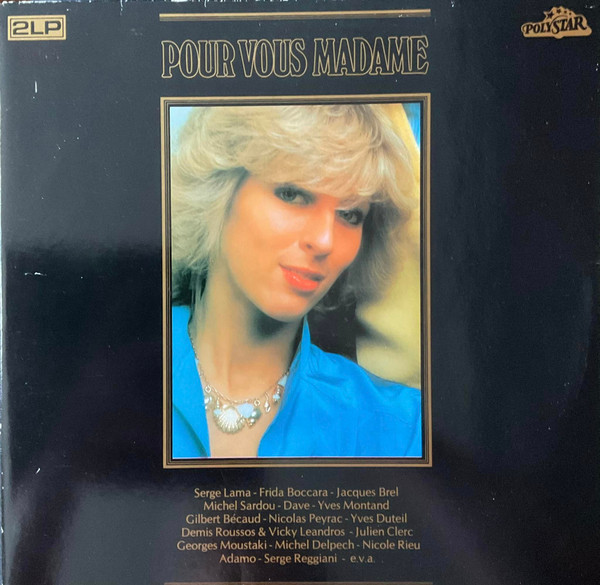 2LP
POLYSTAR
POUR VOUS MADAME
Serge Lama - Frida Boccara - Jacques Brel
Michel Sardou - Dave - Yves Montand
Gilbert Bécaud - Nicolas Peyrac - Yves Duteil
Demis Roussos & Vicky Leandros - Julien Clerc
Georges Moustaki - Michel Delpech - Nicole Rieu
Adamo - Serge Reggiani - e.v.a.